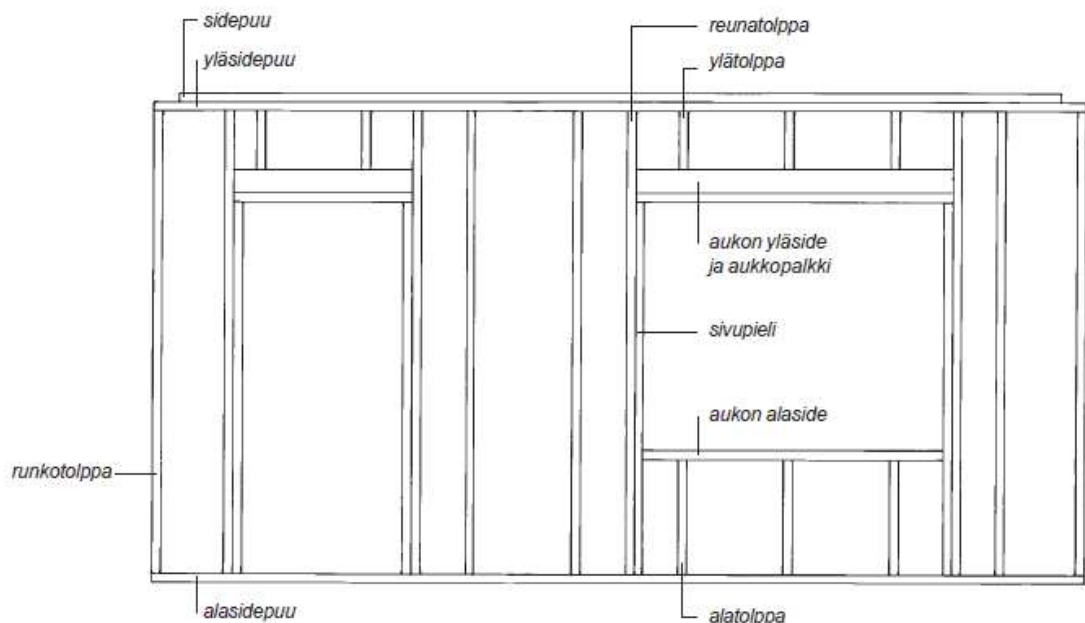 sidepuu
yläsidepuu
reunatolppa
ylätolppa
aukon yläside
ja aukkopalkki
sivupieli
aukon alaside
runkotolppa
alasidepuu
alatolppa